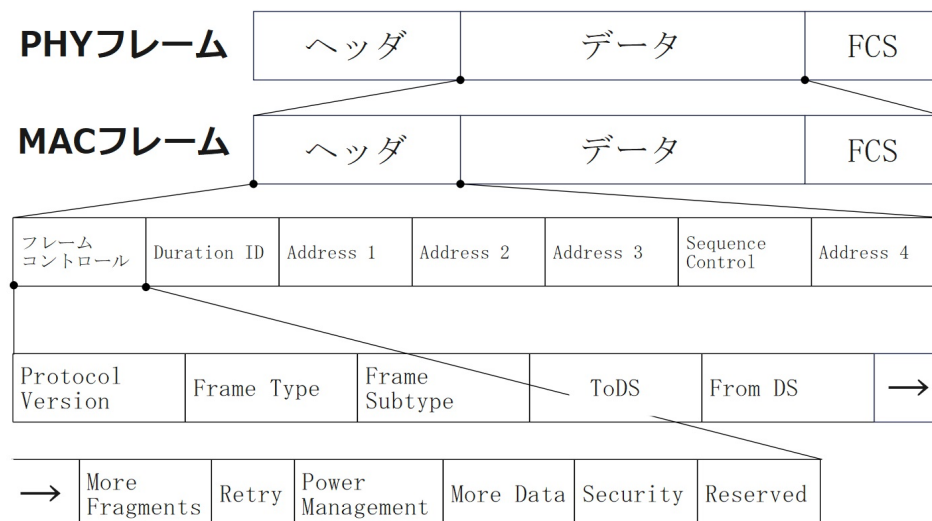 PHYフレーム ヘッダ データ FCS
MACフレーム ヘッダ データ FCS
フレーム
コントロール Duration ID Address 1 Address 2 Address 3 Sequence
Control Address 4
Protocol
Version Frame Type Frame
Subtype ToDS From DS →
→ More
Fragments Retry Power
Management More Data Security Reserved